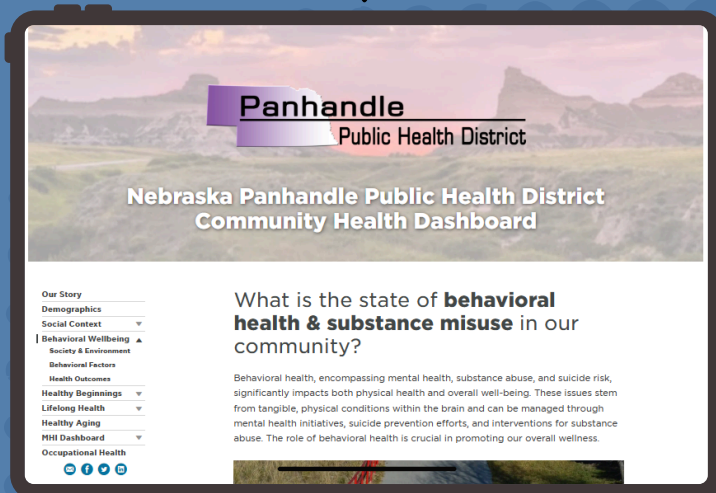 Panhandle
Public Health District
Nebraska Panhandle Public Health District
Community Health Dashboard
Our Story
Demographics
Social Context
Behavioral Wellbeing
Society & Environment
Behavioral Factors
Health Outcomes
Healthy Beginnings
Lifelong Health
Healthy Aging
MHI Dashboard
Occupational Health
What is the state of behavioral
health & substance misuse in our
community?
Behavioral health, encompassing mental health, substance abuse, and suicide risk,
significantly impacts both physical health and overall well-being. These issues stem
from tangible, physical conditions within the brain and can be managed through
mental health initiatives, suicide prevention efforts, and interventions for substance
abuse. The role of behavioral health is crucial in promoting our overall wellness.